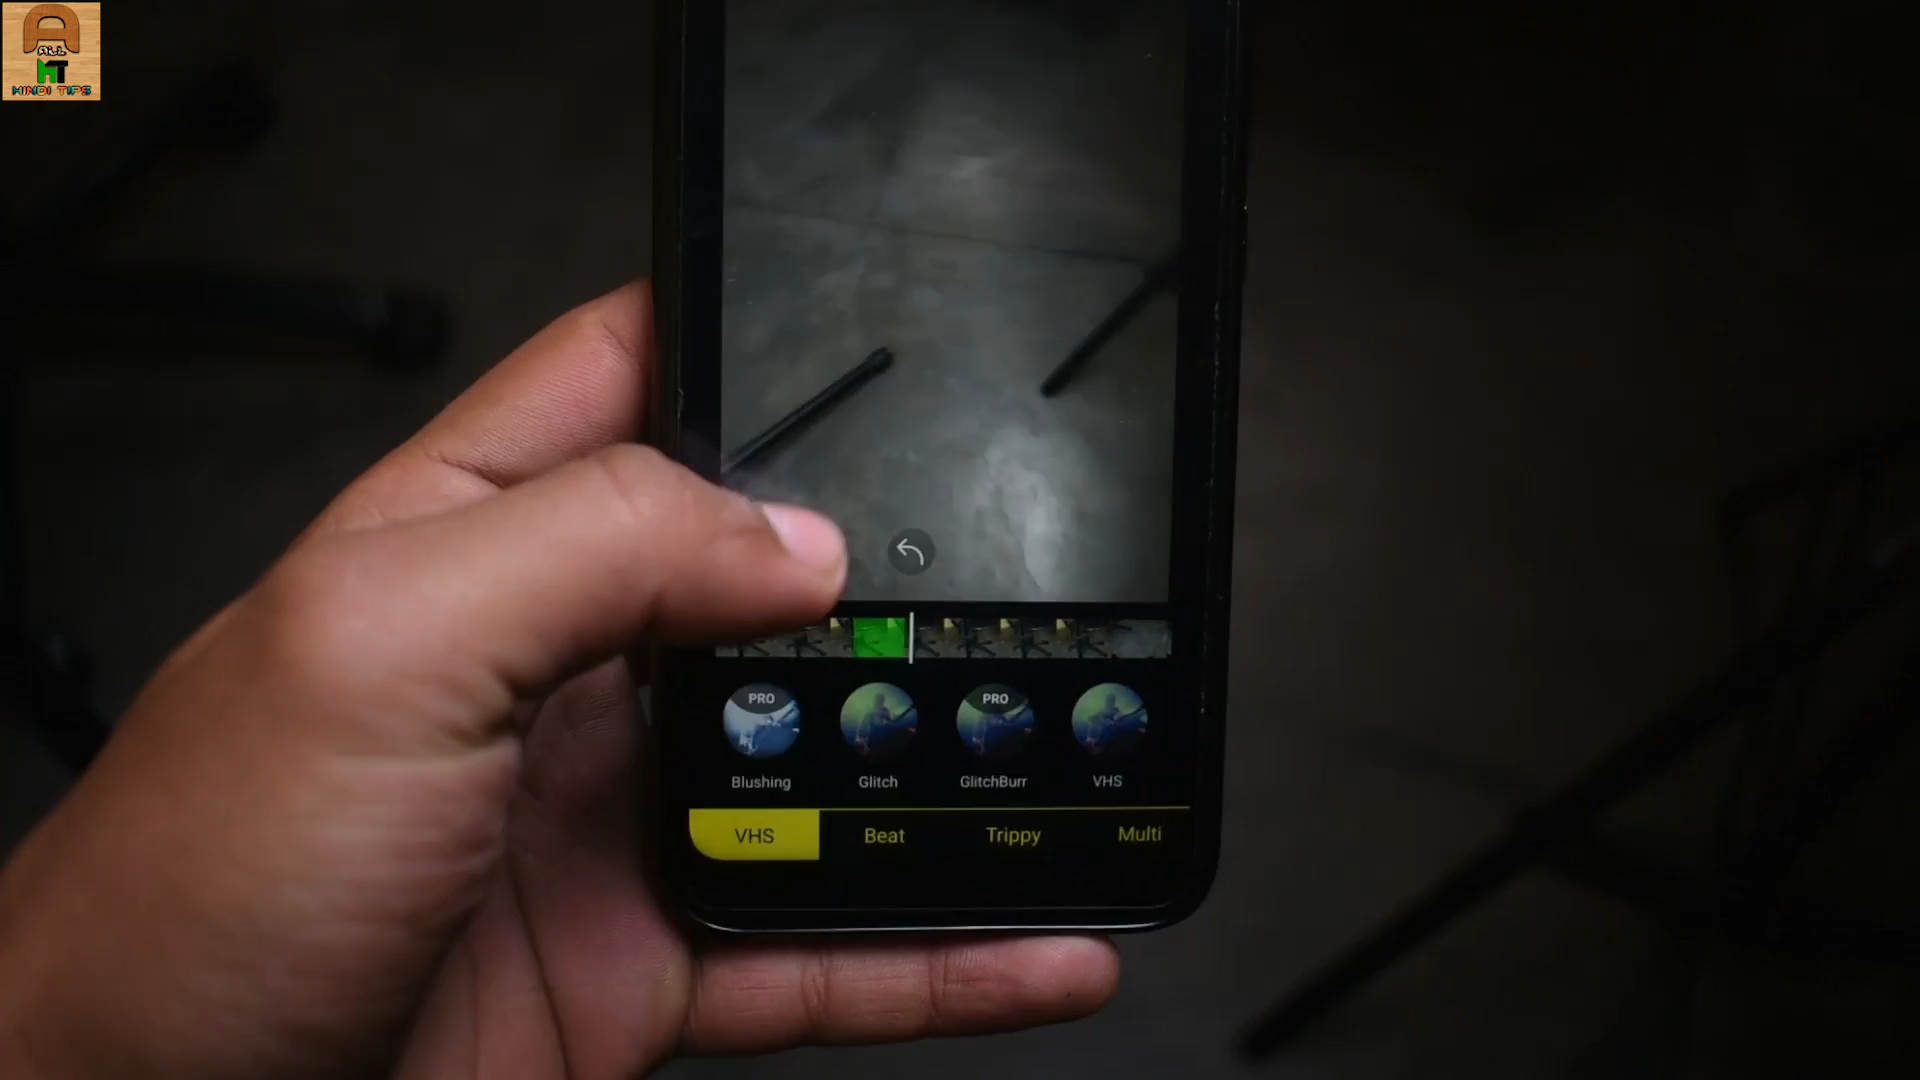 A
ALL
HT
HINDI TIPS
PRO
PRO
Blushing
Glitch
GlitchBurr
VHS
VHS
Beat
Trippy
Multi